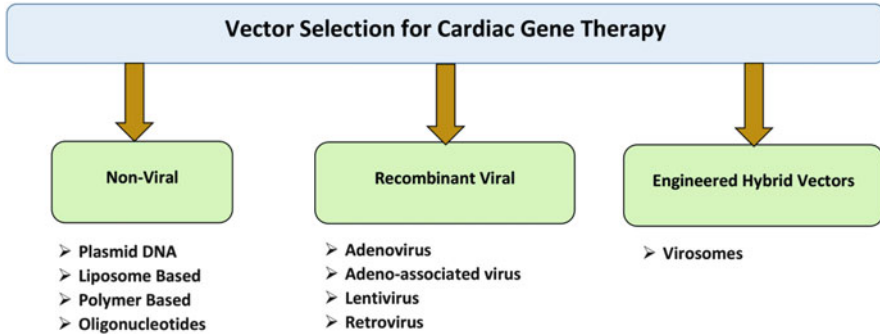 Vector Selection for Cardiac Gene Therapy
Non-Viral
Recombinant Viral
Engineered Hybrid Vectors
➢ Plasmid DNA
➢ Liposome Based
➢ Polymer Based
➢ Oligonucleotides
➢ Adenovirus
➢ Adeno-associated virus
➢ Lentivirus
➢ Retrovirus
➢ Virosomes